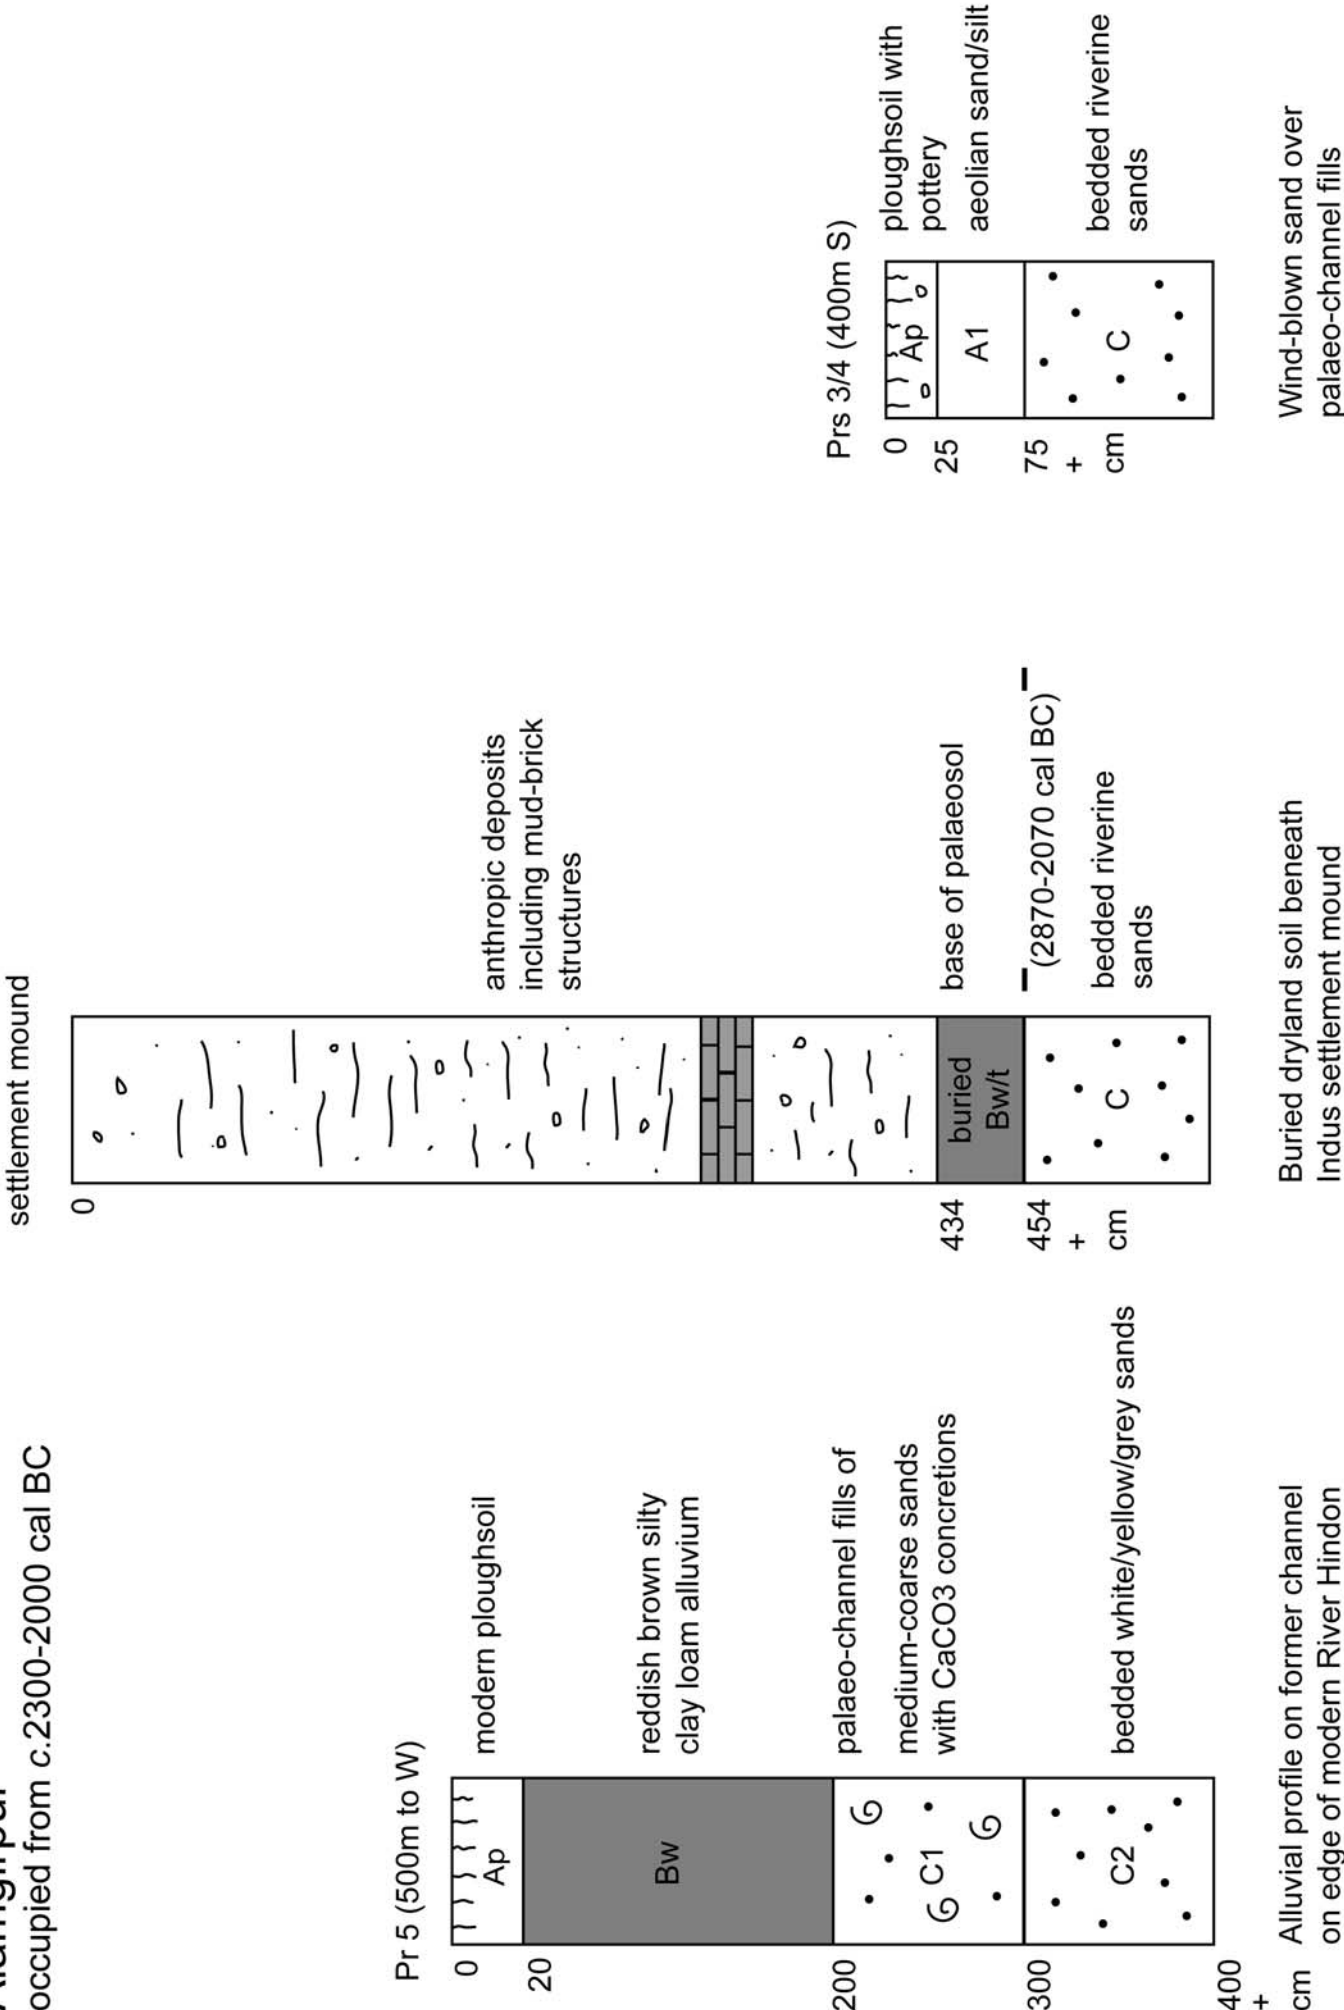 occupied from c.2300-2000 cal BC
Pr 5 (500m to W)
0
20
200
300
400
+
cm
Ap
Bw
C1
C2
modern ploughsoil
reddish brown silty
clay loam alluvium
palaeo-channel fills of
medium-coarse sands
with CaCO3 concretions
bedded white/yellow/grey sands
Alluvial profile on former channel
on edge of modern River Hindon
settlement mound
0
434
454
+
cm
buried
Bw/t
C
anthropic deposits
including mud-brick
structures
base of palaeosol
(2870-2070 cal BC)
bedded riverine
sands
Buried dryland soil beneath
Indus settlement mound
Prs 3/4 (400m S)
0
25
75
+
cm
Ap
A1
C
ploughsoil with
pottery
aeolian sand/silt
bedded riverine
sands
Wind-blown sand over
palaeo-channel fills